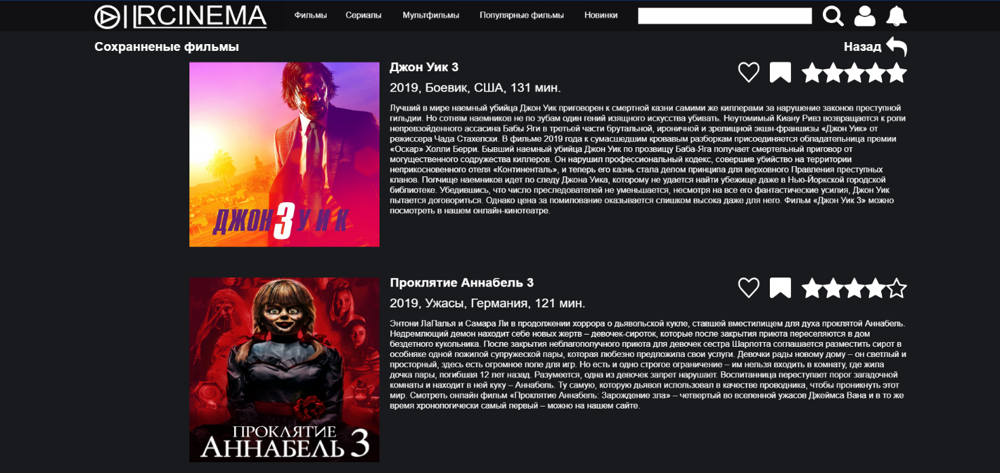 RCINEMA
Фильмы Сериалы Мультфильмы Популярные фильмы Новинки
Сохранненые фильмы
Назад
Джон Уик 3
2019, Боевик, США, 131 мин.
Лучший в мире наемный убийца Джон Уик приговорен к смертной казни самими же киллерами за нарушение законов преступной
гильдии. Но сотням наемников не по зубам один гений изящного искусства убивать. Неутомимый Киану Ривз возвращается к роли
непревзойденного ассасина Бабы Яги в третьей части брутальной, ироничной и зрелищной экшн-франшизы «Джон Уик» от
режиссера Чада Стахелски. В фильме 2019 года к сумасшедшим кровавым разборкам присоединяется обладательница премии
«Оскар» Холли Берри. Бывший наемный убийца Джон Уик по прозвищу Баба-Яга получает смертельный приговор от
могущественного содружества киллеров. Он нарушил профессиональный кодекс, совершив убийство на территории
неприкосновенного отеля «Континенталь», и теперь его казнь стала делом принципа для верховного Правления преступных
кланов. Полчище наемников идет по следу Джона Уика, которому не удается найти убежище даже в Нью-Йоркской городской
библиотеке. Убедившись, что число преследователей не уменьшается, несмотря на все его фантастические усилия, Джон Уик
пытается договориться. Однако цена за помилование оказывается слишком высока даже для него. Фильм «Джон Уик 3» можно
посмотреть в нашем онлайн-кинотеатре.
ДЖОН 3 УИК
Проклятие Аннабель 3
2019, Ужасы, Германия, 121 мин.
Энтони ЛаПалья и Самара Ли в продолжении хоррора о дьявольской кукле, ставшей вместилищем для духа проклятой Аннабель.
Недремлющий демон находит себе новых жертв – девочек-сироток, которые после закрытия приюта переселяются в дом
бездетного кукольника. После закрытия неблагополучного приюта для девочек сестра Шарлотта соглашается разместить сирот в
особняке одной пожилой супружеской пары, которая любезно предложила свои услуги. Девочки рады новому дому – он светлый и
просторный, здесь есть огромное поле для игр. Но есть и одно строгое ограничение – им нельзя входить в комнату, где жила
дочка пары, погибшая 12 лет назад. Разумеется, одна из девочек запрет нарушает. Воспитанница переступает порог загадочной
комнаты и находит в ней куку – Аннабель. Ту самую, которую дьявол использовал в качестве проводника, чтобы проникнуть этот
мир. Смотреть онлайн фильм «Проклятие Аннабель: Зарождение зла» – четвертый во вселенной ужасов Джеймса Вана и в то же
время хронологически самый первый – можно на нашем сайте.
ПРОКЛЯТИЕ
АННАБЕЛЬ 3